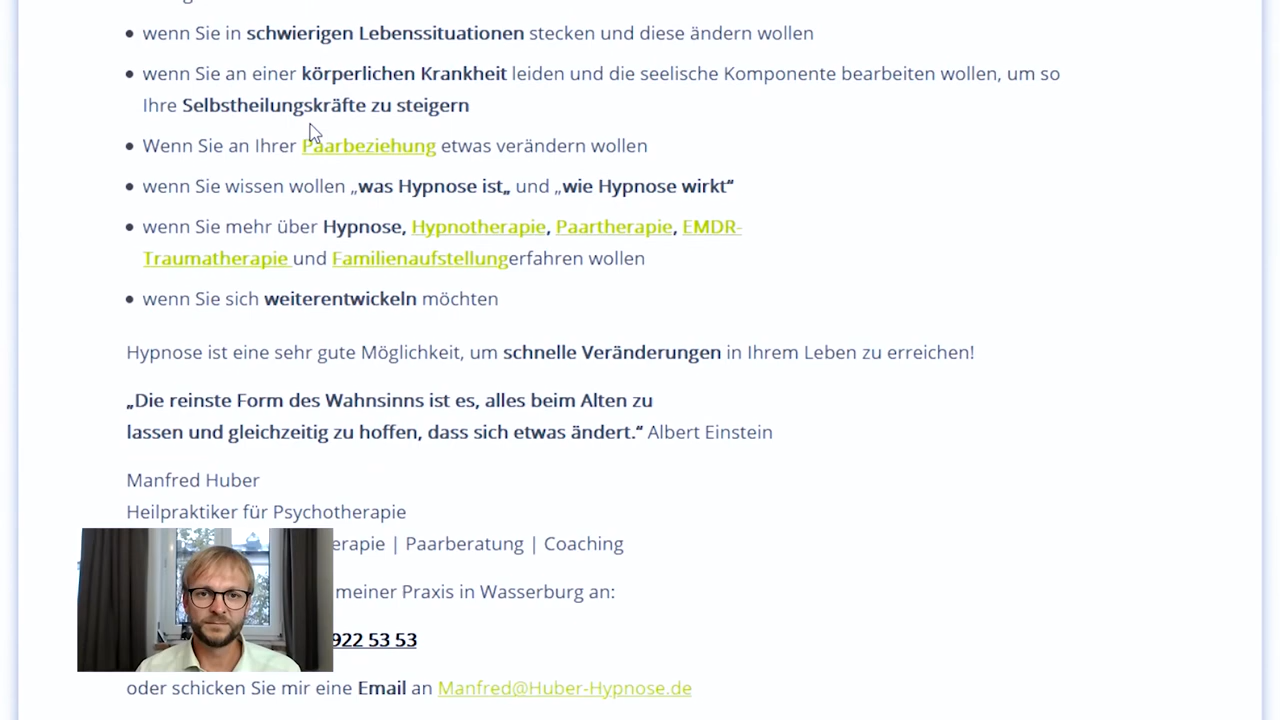 wenn Sie in schwierigen Lebenssituationen stecken und diese ändern wollen
wenn Sie an einer körperlichen Krankheit leiden und die seelische Komponente bearbeiten wollen, um so
Ihre Selbstheilungskräfte zu steigern
Wenn Sie an Ihrer Paarbeziehung etwas verändern wollen
wenn Sie wissen wollen „was Hypnose ist„ und „wie Hypnose wirkt“
wenn Sie mehr über Hypnose, Hypnotherapie, Paartherapie, EMDR-
Traumatherapie und Familienaufstellungerfahren wollen
wenn Sie sich weiterentwickeln möchten
Hypnose ist eine sehr gute Möglichkeit, um schnelle Veränderungen in Ihrem Leben zu erreichen!
„Die reinste Form des Wahnsinns ist es, alles beim Alten zu
lassen und gleichzeitig zu hoffen, dass sich etwas ändert.“ Albert Einstein
Manfred Huber
Heilpraktiker für Psychotherapie
erapie | Paarberatung | Coaching
meiner Praxis in Wasserburg an:
922 53 53
oder schicken Sie mir eine Email an Manfred@Huber-Hypnose.de